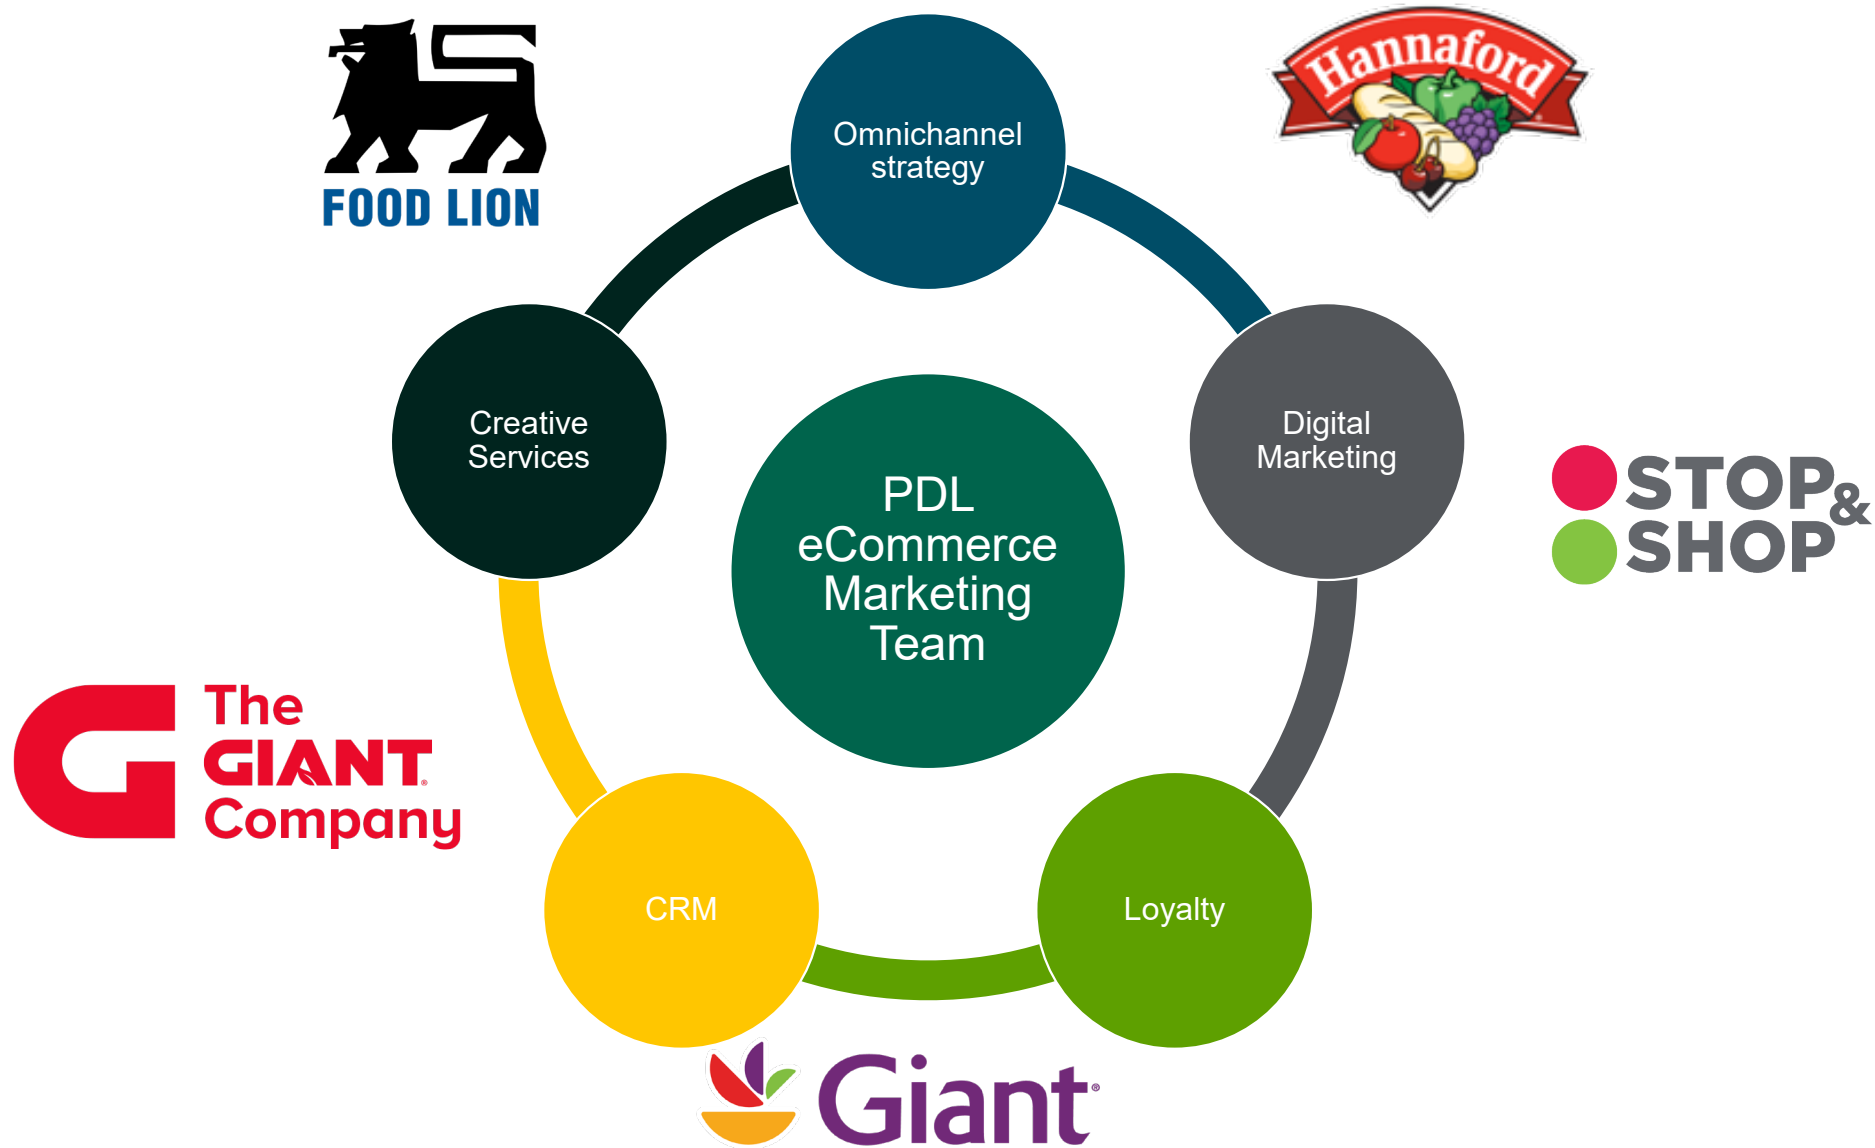 FOOD LION
Hannaford
Omnichannel
strategy
Creative
Services
Digital
Marketing
PDL
eCommerce
Marketing
Team
STOP &
SHOP
The
GIANT®
Company
CRM
Loyalty
Giant®